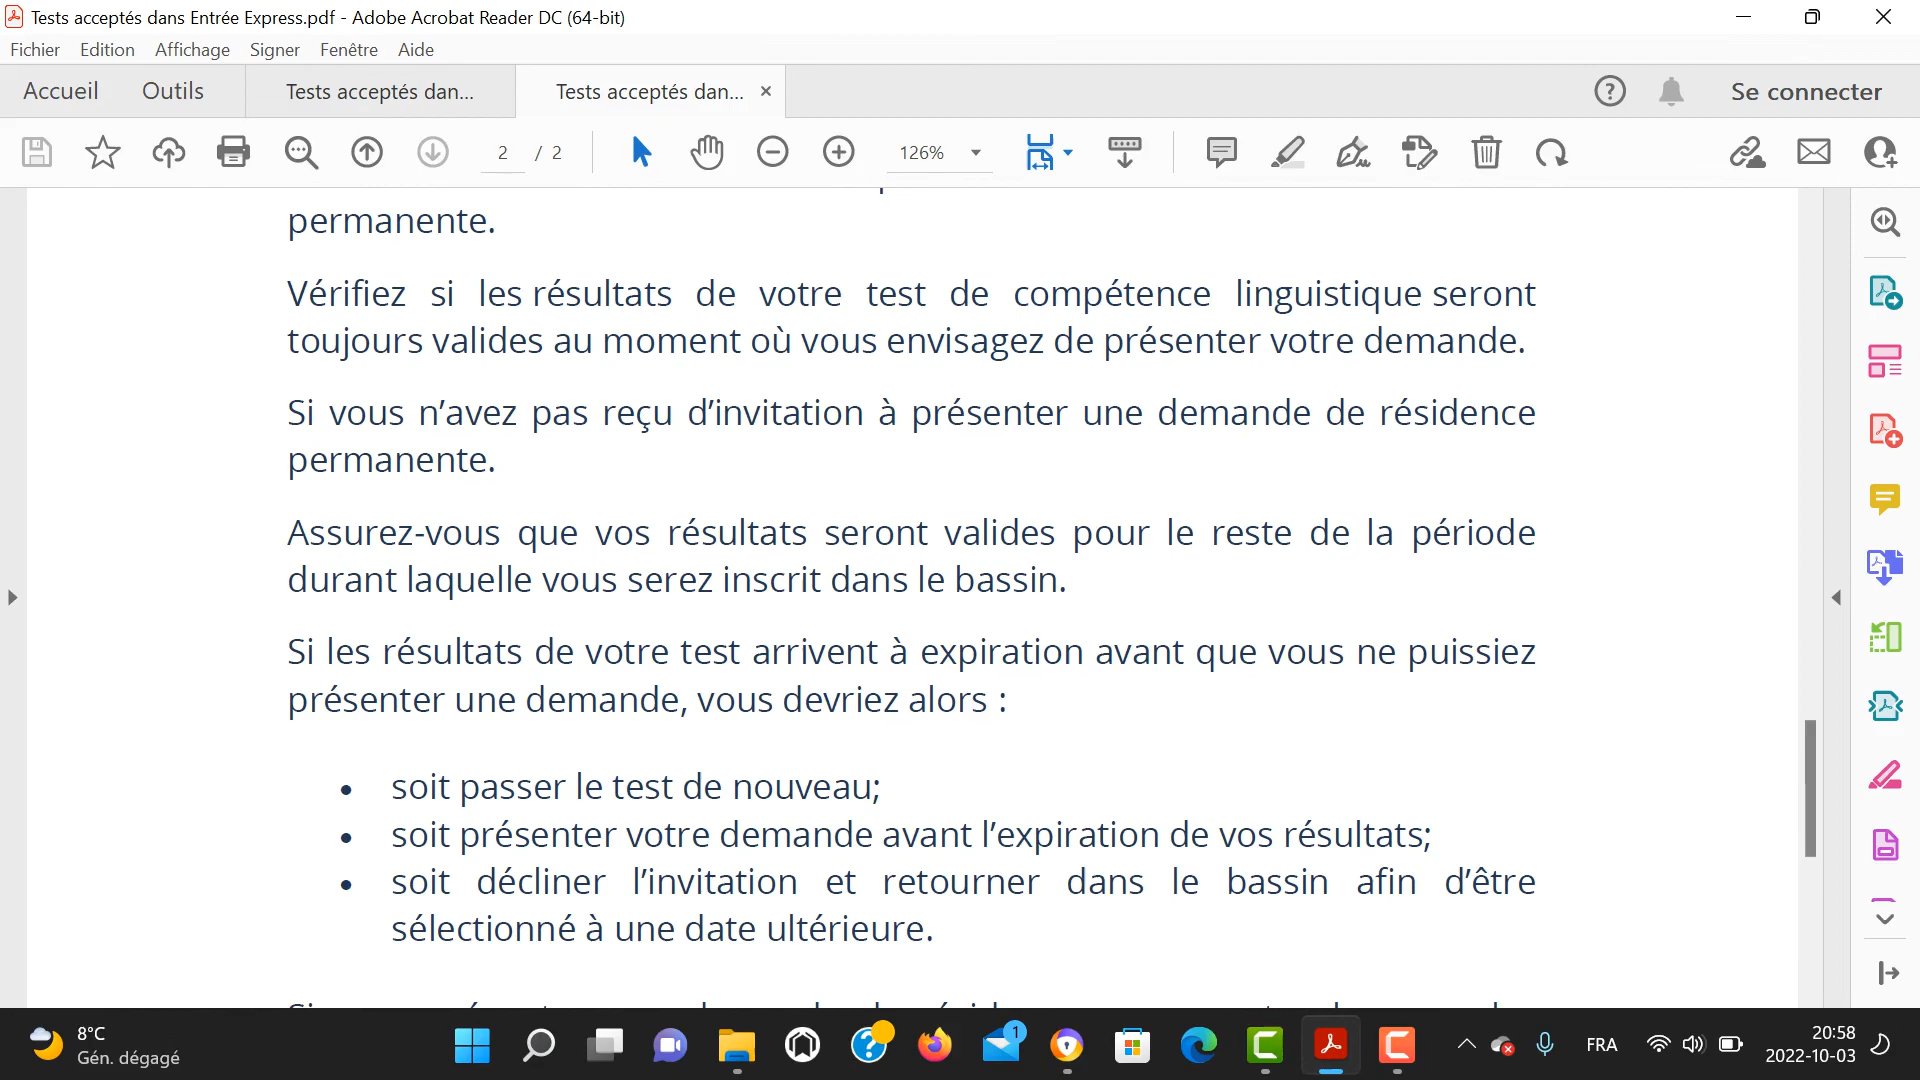 Tests acceptés dans Entrée Express.pdf - Adobe Acrobat Reader DC (64-bit)
Fichier Edition Affichage Signer Fenêtre Aide
Accueil Outils Tests acceptés dan... Tests acceptés dan... Se connecter
2 / 2 126%
permanente.
Vérifiez si les résultats de votre test de compétence linguistique seront
toujours valides au moment où vous envisagez de présenter votre demande.
Si vous n’avez pas reçu d’invitation à présenter une demande de résidence
permanente.
Assurez-vous que vos résultats seront valides pour le reste de la période
durant laquelle vous serez inscrit dans le bassin.
Si les résultats de votre test arrivent à expiration avant que vous ne puissiez
présenter une demande, vous devriez alors :
• soit passer le test de nouveau;
• soit présenter votre demande avant l’expiration de vos résultats;
• soit décliner l’invitation et retourner dans le bassin afin d’être
sélectionné à une date ultérieure.
8°C
Gén. dégagé
1
FRA
20:58
2022-10-03